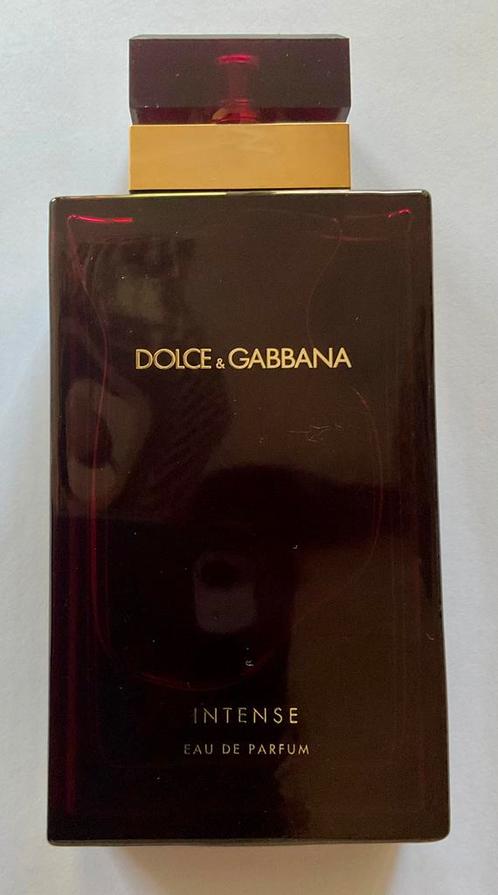 DOLCE & GABBANA
INTENSE
EAU DE PARFUM